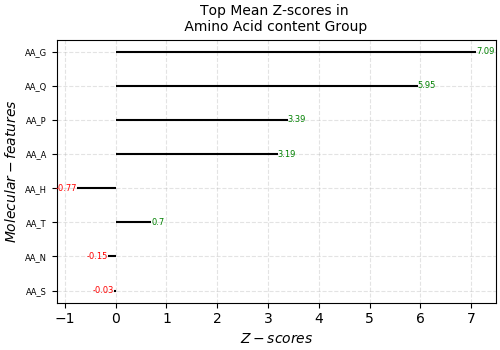 Top Mean Z-scores in
Amino Acid content Group
AA_G
7.09
AA_Q
5.95
AA_P
3.39
AA_A
3.19
AA_H
-0.77
AA_T
0.7
AA_N
-0.15
AA_S
-0.03
Molecular − features
−1 0 1 2 3 4 5 6 7
Z − scores